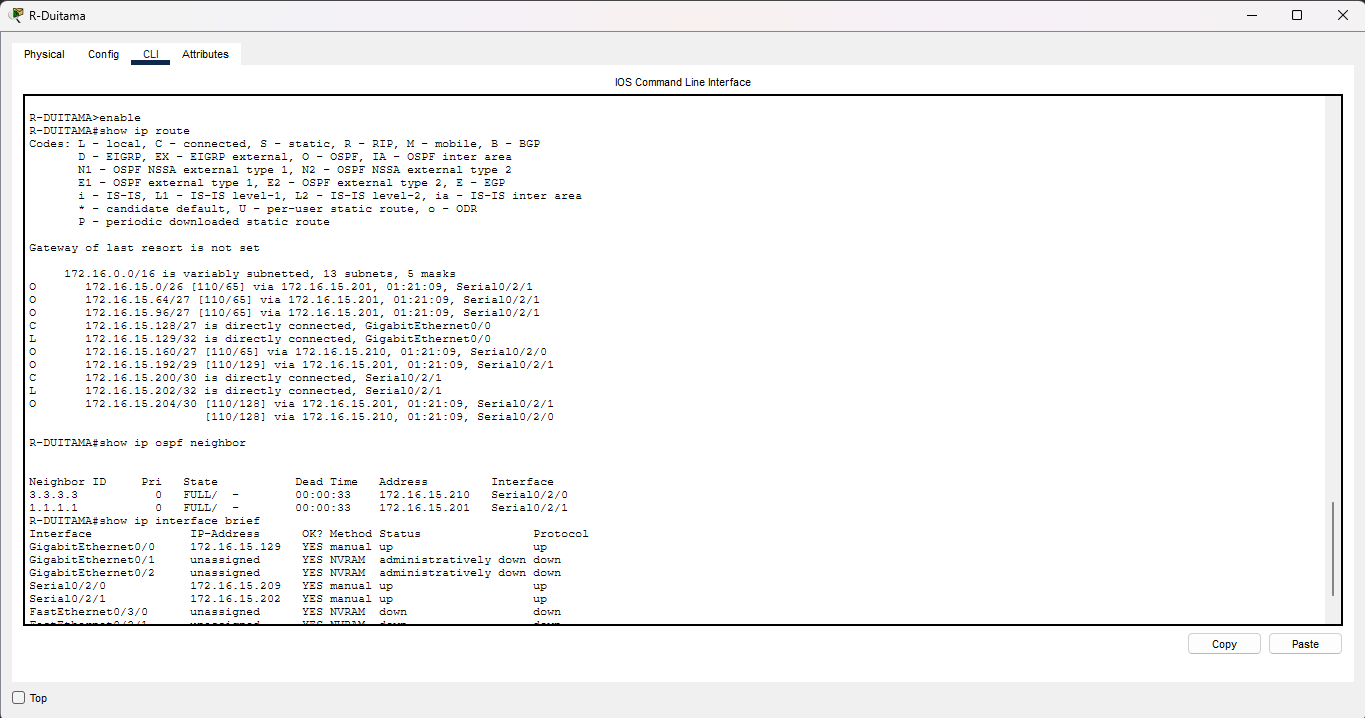 R-Duitama
Physical Config CLI Attributes
IOS Command Line Interface
R-DUITAMA>enable
R-DUITAMA#show ip route
Codes: L - local, C - connected, S - static, R - RIP, M - mobile, B - BGP
       D - EIGRP, EX - EIGRP external, O - OSPF, IA - OSPF inter area
       N1 - OSPF NSSA external type 1, N2 - OSPF NSSA external type 2
       E1 - OSPF external type 1, E2 - OSPF external type 2, E - EGP
       i - IS-IS, L1 - IS-IS level-1, L2 - IS-IS level-2, ia - IS-IS inter area
       * - candidate default, U - per-user static route, o - ODR
       P - periodic downloaded static route
Gateway of last resort is not set
     172.16.0.0/16 is variably subnetted, 13 subnets, 5 masks
O       172.16.15.0/26 [110/65] via 172.16.15.201, 01:21:09, Serial0/2/1
O       172.16.15.64/27 [110/65] via 172.16.15.201, 01:21:09, Serial0/2/1
O       172.16.15.96/27 [110/65] via 172.16.15.201, 01:21:09, Serial0/2/1
C       172.16.15.128/27 is directly connected, GigabitEthernet0/0
L       172.16.15.129/32 is directly connected, GigabitEthernet0/0
O       172.16.15.160/27 [110/65] via 172.16.15.210, 01:21:09, Serial0/2/0
O       172.16.15.192/29 [110/129] via 172.16.15.201, 01:21:09, Serial0/2/1
C       172.16.15.200/30 is directly connected, Serial0/2/1
L       172.16.15.202/32 is directly connected, Serial0/2/1
O       172.16.15.204/30 [110/128] via 172.16.15.201, 01:21:09, Serial0/2/1
                         [110/128] via 172.16.15.210, 01:21:09, Serial0/2/0
R-DUITAMA#show ip ospf neighbor
Neighbor ID     Pri   State           Dead Time   Address         Interface
3.3.3.3           0   FULL/  -        00:00:33    172.16.15.210   Serial0/2/0
1.1.1.1           0   FULL/  -        00:00:33    172.16.15.201   Serial0/2/1
R-DUITAMA#show ip interface brief
Interface              IP-Address      OK? Method Status                Protocol
GigabitEthernet0/0     172.16.15.129   YES manual up                    up
GigabitEthernet0/1     unassigned      YES NVRAM  administratively down down
GigabitEthernet0/2     unassigned      YES NVRAM  administratively down down
Serial0/2/0            172.16.15.209   YES manual up                    up
Serial0/2/1            172.16.15.202   YES manual up                    up
FastEthernet0/3/0      unassigned      YES NVRAM  down                  down
Copy Paste
Top